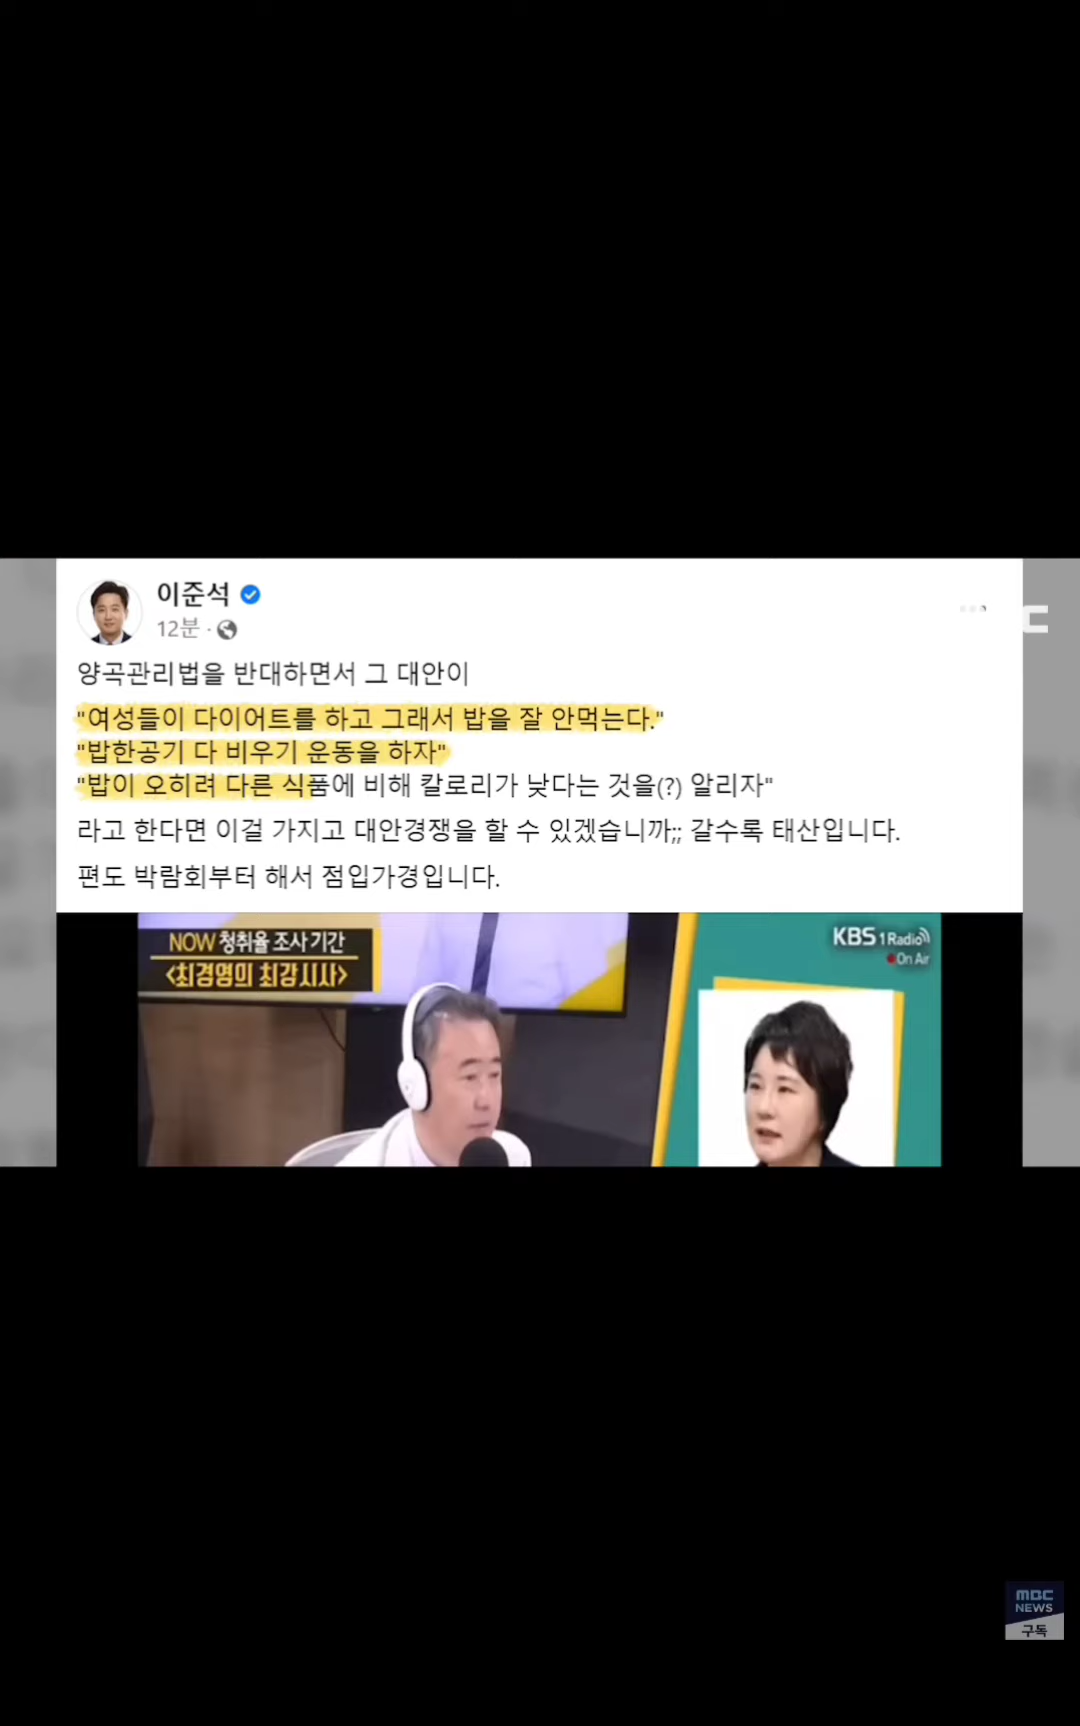 이준석
12분
양곡관리법을 반대하면서 그 대안이
"여성들이 다이어트를 하고 그래서 밥을 잘 안먹는다."
"밥한공기 다 비우기 운동을 하자"
"밥이 오히려 다른 식품에 비해 칼로리가 낮다는 것을(?) 알리자"
라고 한다면 이걸 가지고 대안경쟁을 할 수 있겠습니까;; 갈수록 태산입니다.
편도 박람회부터 해서 점입가경입니다.
NOW 청취율 조사 기간
<최경영의 최강시사>
KBS 1 Radio
On Air
MBC
NEWS
구독